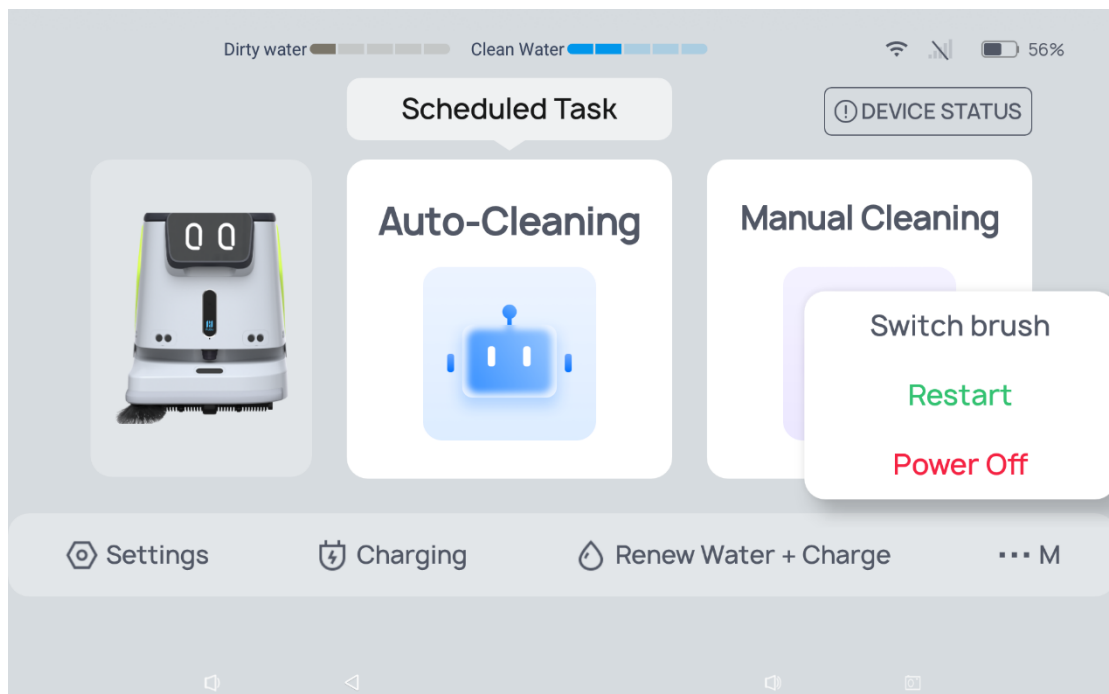 Dirty water
Clean Water
56%
Scheduled Task
DEVICE STATUS
Auto-Cleaning
Manual Cleaning
Switch brush
Restart
Power Off
Settings
Charging
Renew Water + Charge
··· M